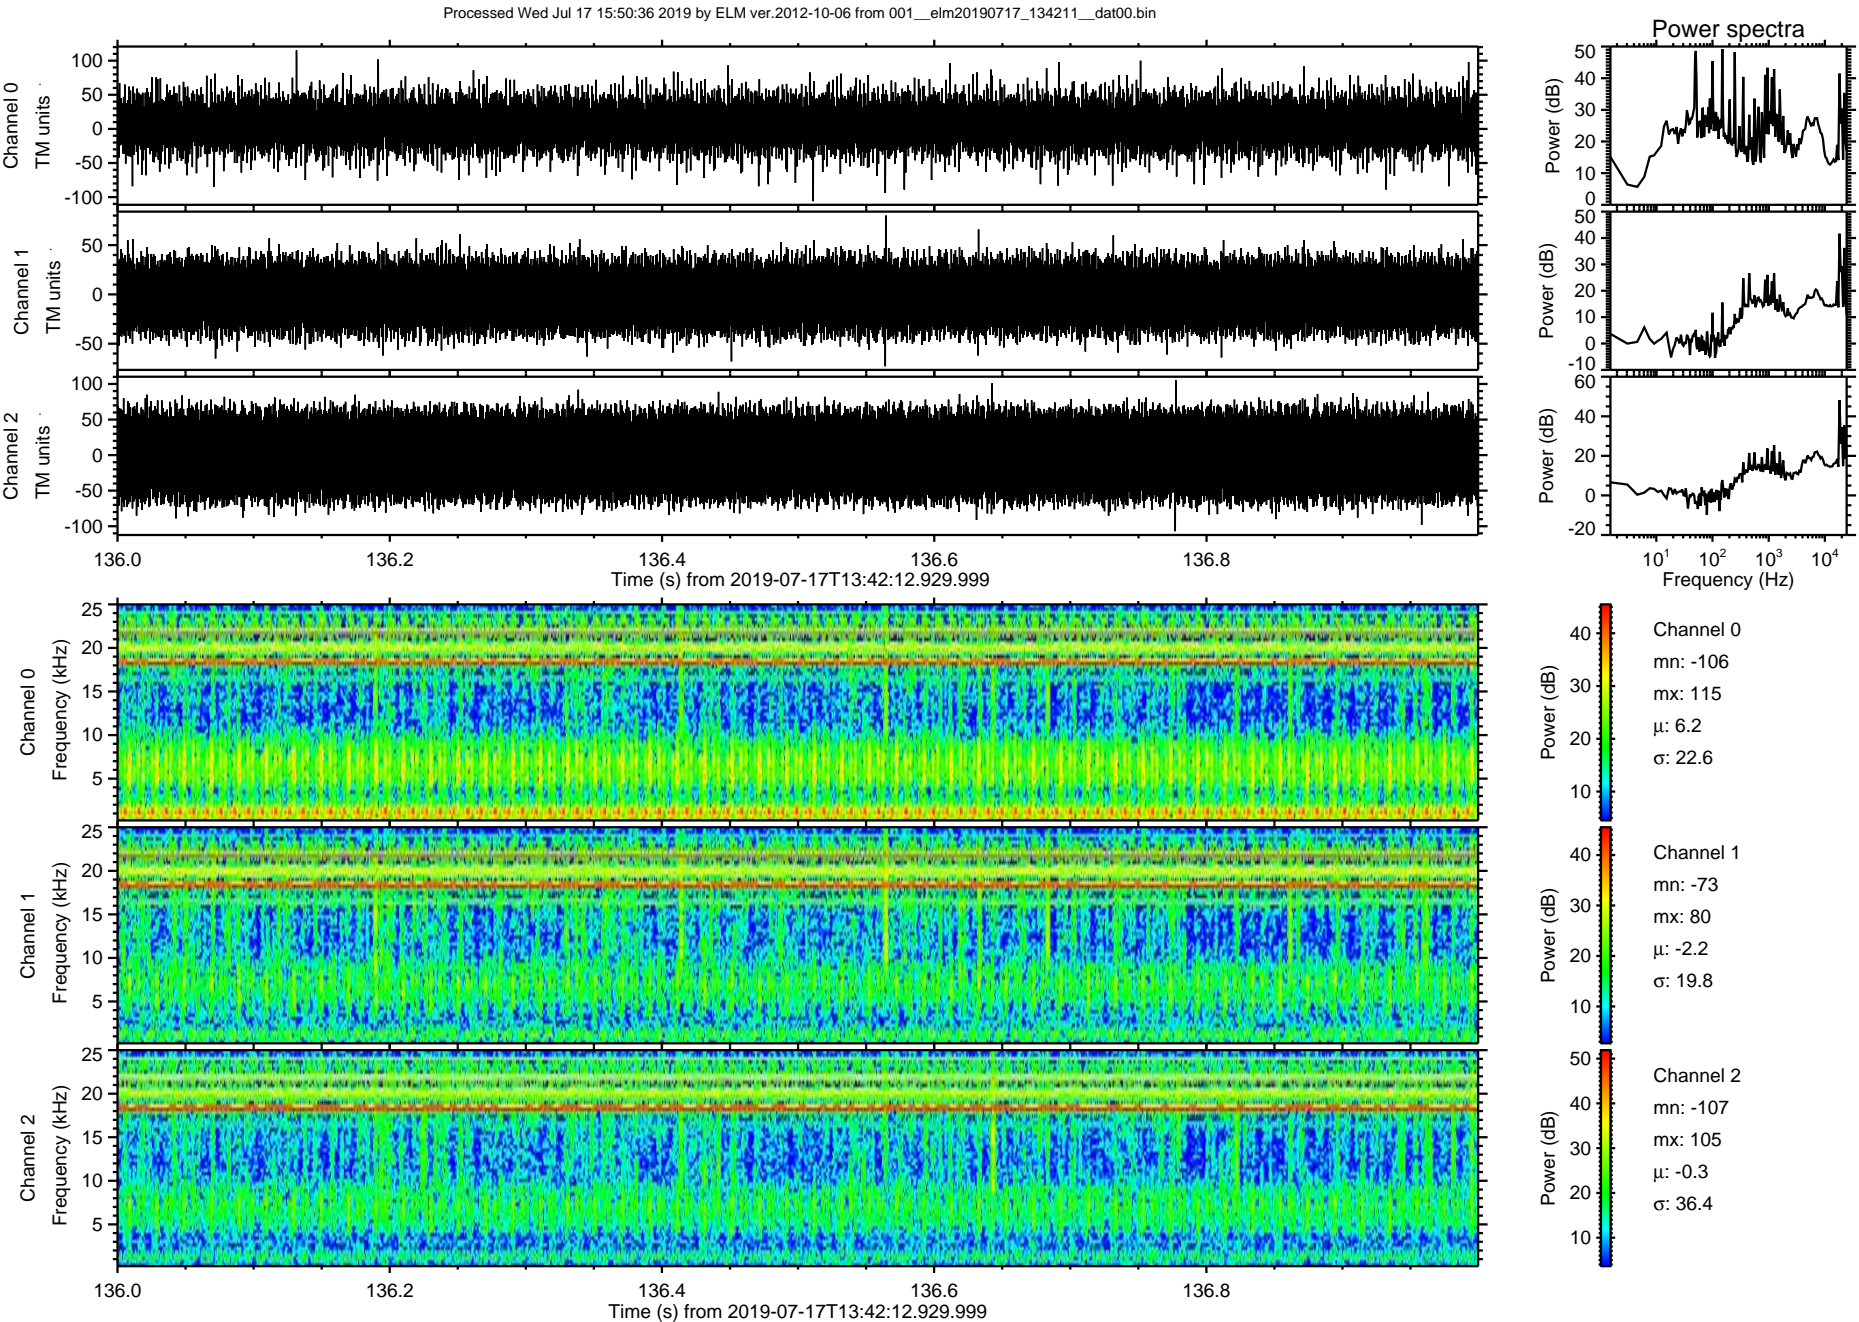 Processed Wed Jul 17 15:50:36 2019 by ELM ver.2012-10-06 from 001__elm20190717_134211__dat00.bin
Power spectra
Channel 0
TM units
100
50
0
-50
-100
Power (dB)
50
40
30
20
10
0
Channel 1
TM units
50
0
-50
Power (dB)
50
40
30
20
10
0
-10
Channel 2
TM units
100
50
0
-50
-100
Power (dB)
60
40
20
0
-20
136.0 136.2 136.4 136.6 136.8
Time (s) from 2019-07-17T13:42:12.929.999
10¹ 10² 10³ 10⁴
Frequency (Hz)
Channel 0
Frequency (kHz)
25
20
15
10
5
Power (dB)
40
30
20
10
Channel 0
mn: -106
mx: 115
µ: 6.2
σ: 22.6
Channel 1
Frequency (kHz)
25
20
15
10
5
Power (dB)
40
30
20
10
Channel 1
mn: -73
mx: 80
µ: -2.2
σ: 19.8
Channel 2
Frequency (kHz)
25
20
15
10
5
Power (dB)
50
40
30
20
10
Channel 2
mn: -107
mx: 105
µ: -0.3
σ: 36.4
136.0 136.2 136.4 136.6 136.8
Time (s) from 2019-07-17T13:42:12.929.999